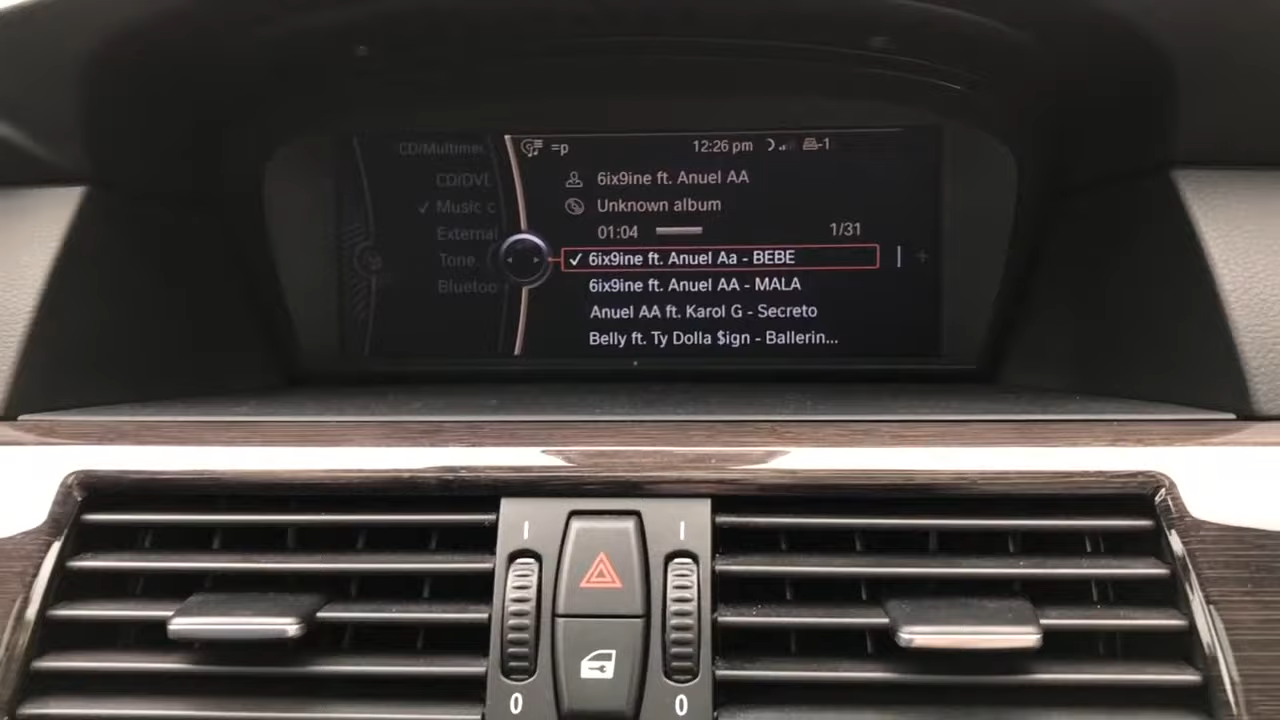 CD/Multimed
=p
12:26 pm
-1
CD/DVD
6ix9ine ft. Anuel AA
✓ Music c
Unknown album
External
01:04
1/31
Tone
✓ 6ix9ine ft. Anuel Aa - BEBE
Bluetoo
6ix9ine ft. Anuel AA - MALA
Anuel AA ft. Karol G - Secreto
Belly ft. Ty Dolla $ign - Ballerin...
I
I
0
0